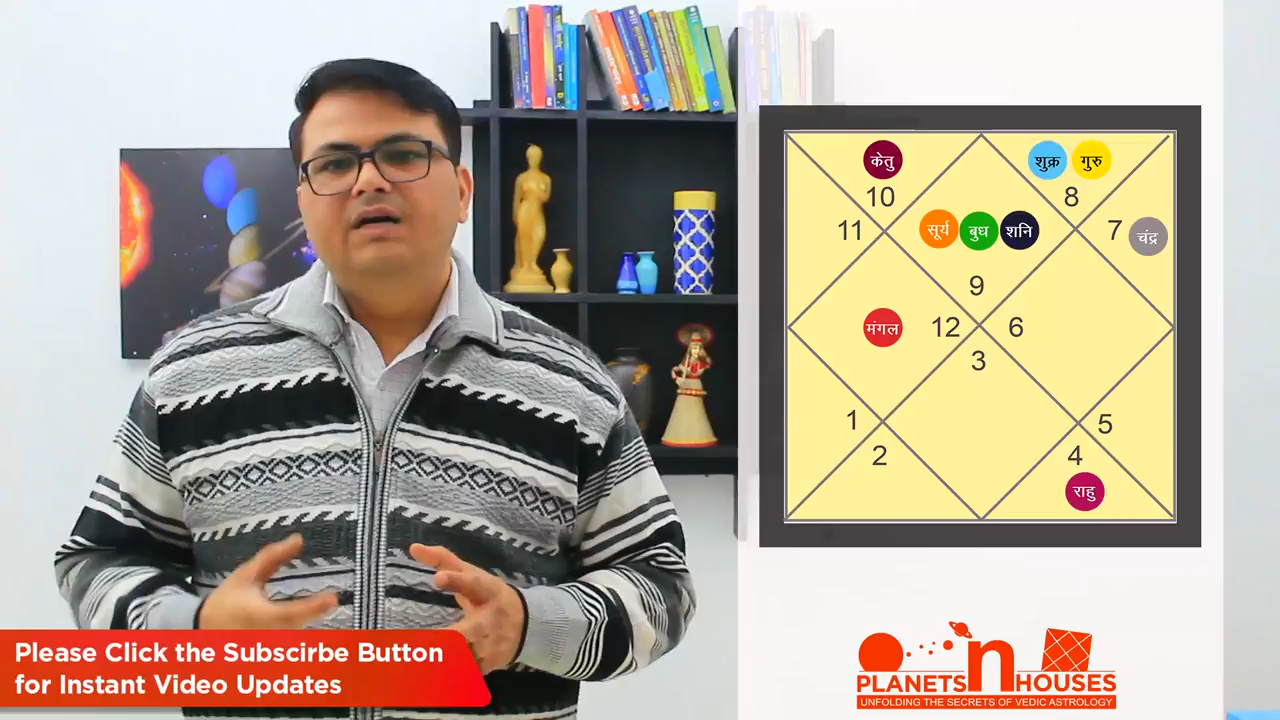 केतु
शुक्र गुरु
10
8
11
सूर्य बुध शनि
7 चंद्र
9
मंगल 12 6
3
1
5
2
4
राहु
Please Click the Subscirbe Button
for Instant Video Updates
PLANETS n HOUSES
UNFOLDING THE SECRETS OF VEDIC ASTROLOGY